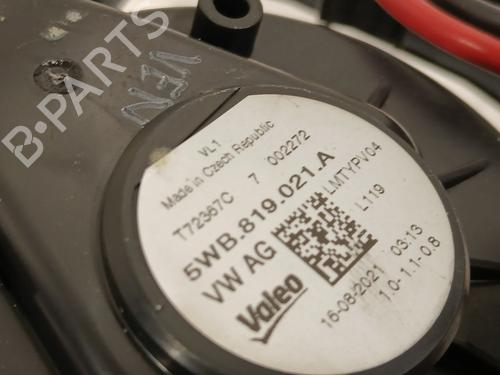 B-PARTS
VEN
VL1
Made in Czech Republic
T72367C 7 002272
5WB.819.021.A
VW AG
LMTYPV04
L119
Valeo
16-08-2021 03:13
1.0-1.1-0.8